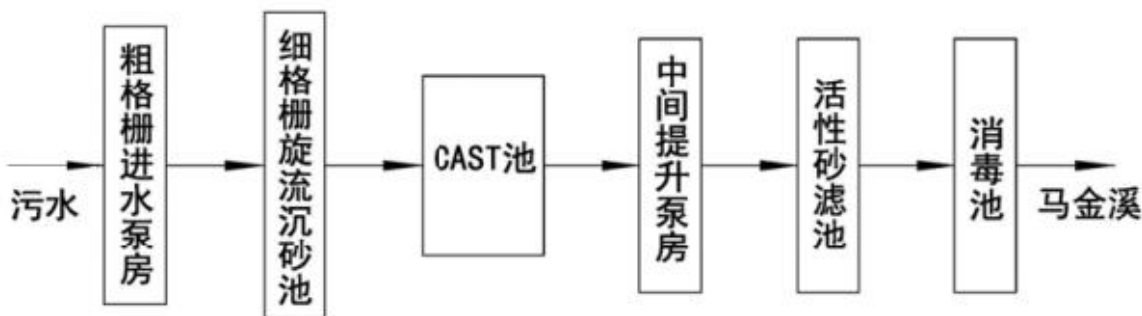 污水
粗格栅进水泵房
细格栅旋流沉砂池
CAST池
中间提升泵房
活性砂滤池
消毒池
马金溪